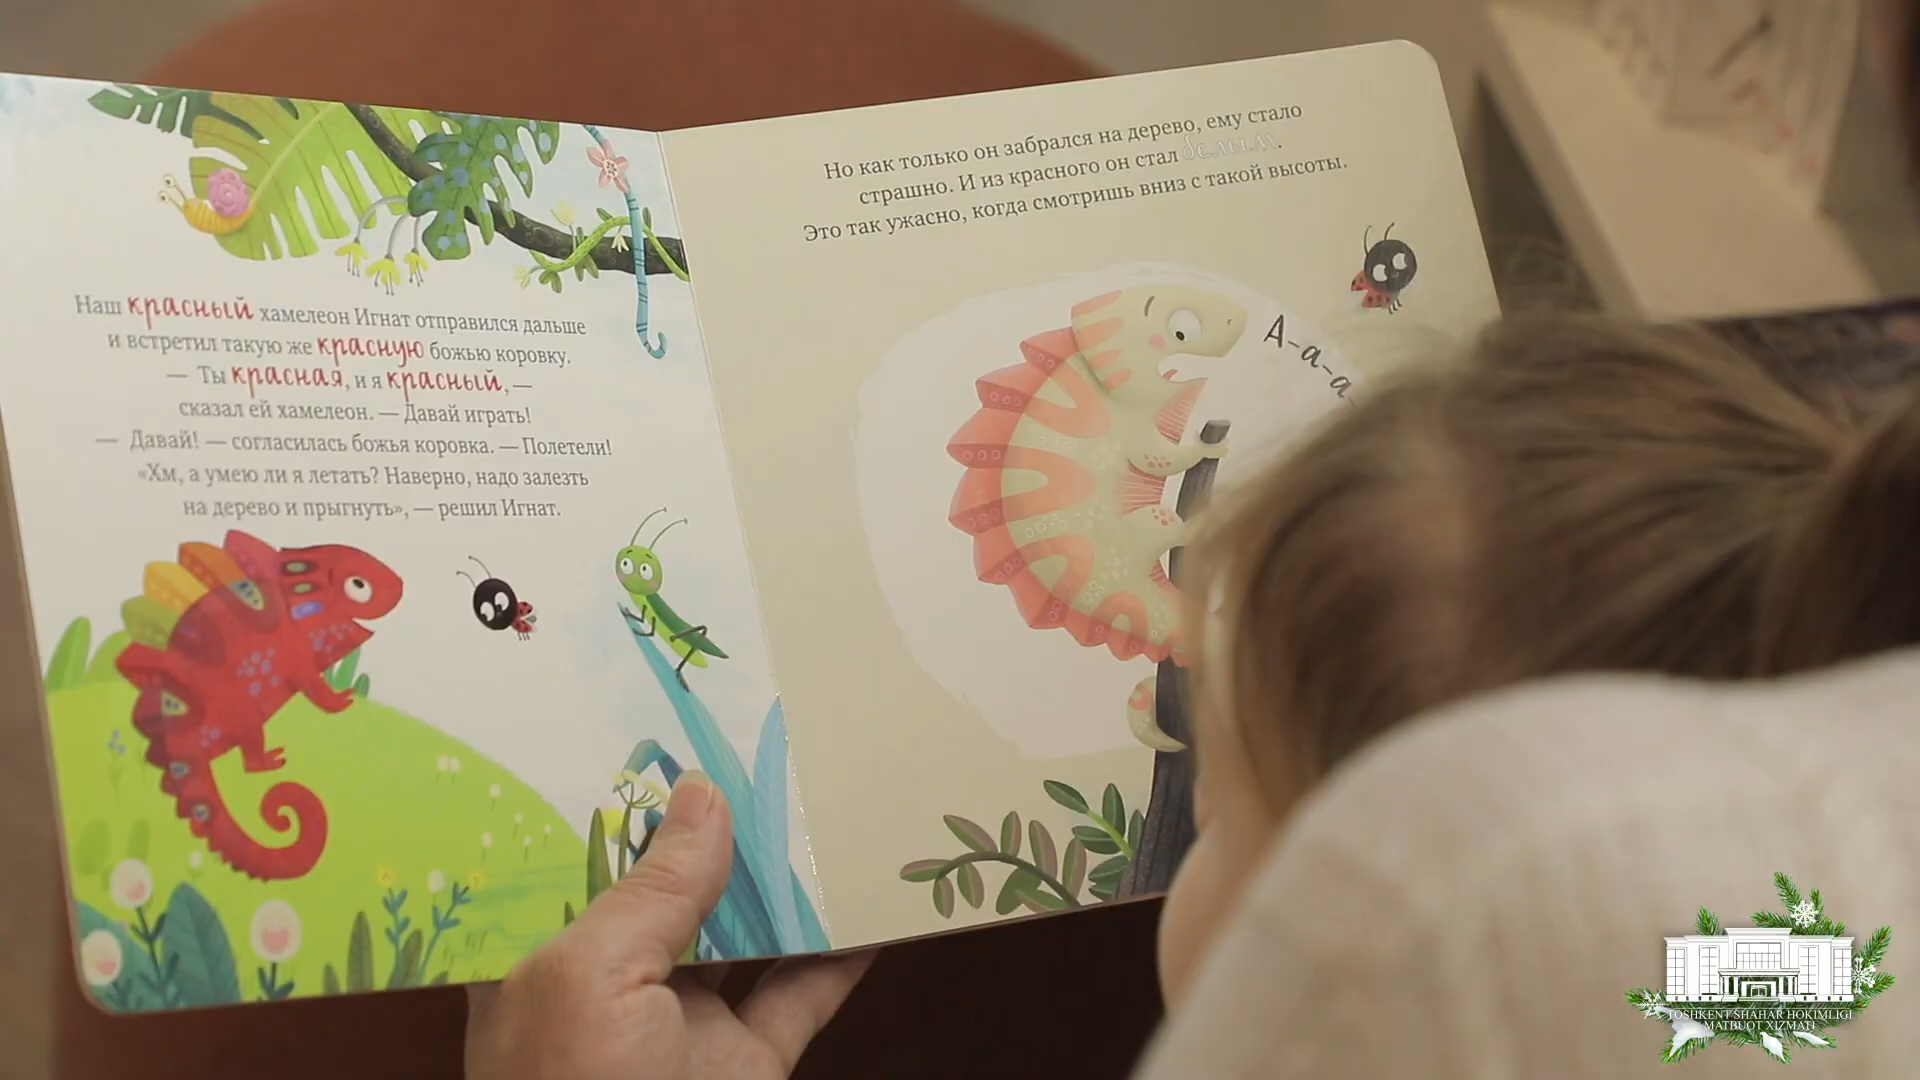 Наш красный хамелеон Игнат отправился дальше
и встретил такую же красную божью коровку.
— Ты красная, и я красный, —
сказал ей хамелеон. — Давай играть!
— Давай! — согласилась божья коровка. — Полетели!
«Хм, а умею ли я летать? Наверно, надо залезть
на дерево и прыгнуть», — решил Игнат.
Но как только он забрался на дерево, ему стало
страшно. И из красного он стал белым.
Это так ужасно, когда смотришь вниз с такой высоты.
А-а-а-
TOSHKENT SHAHAR HOKIMLIGI
MATBUOT XIZMATI